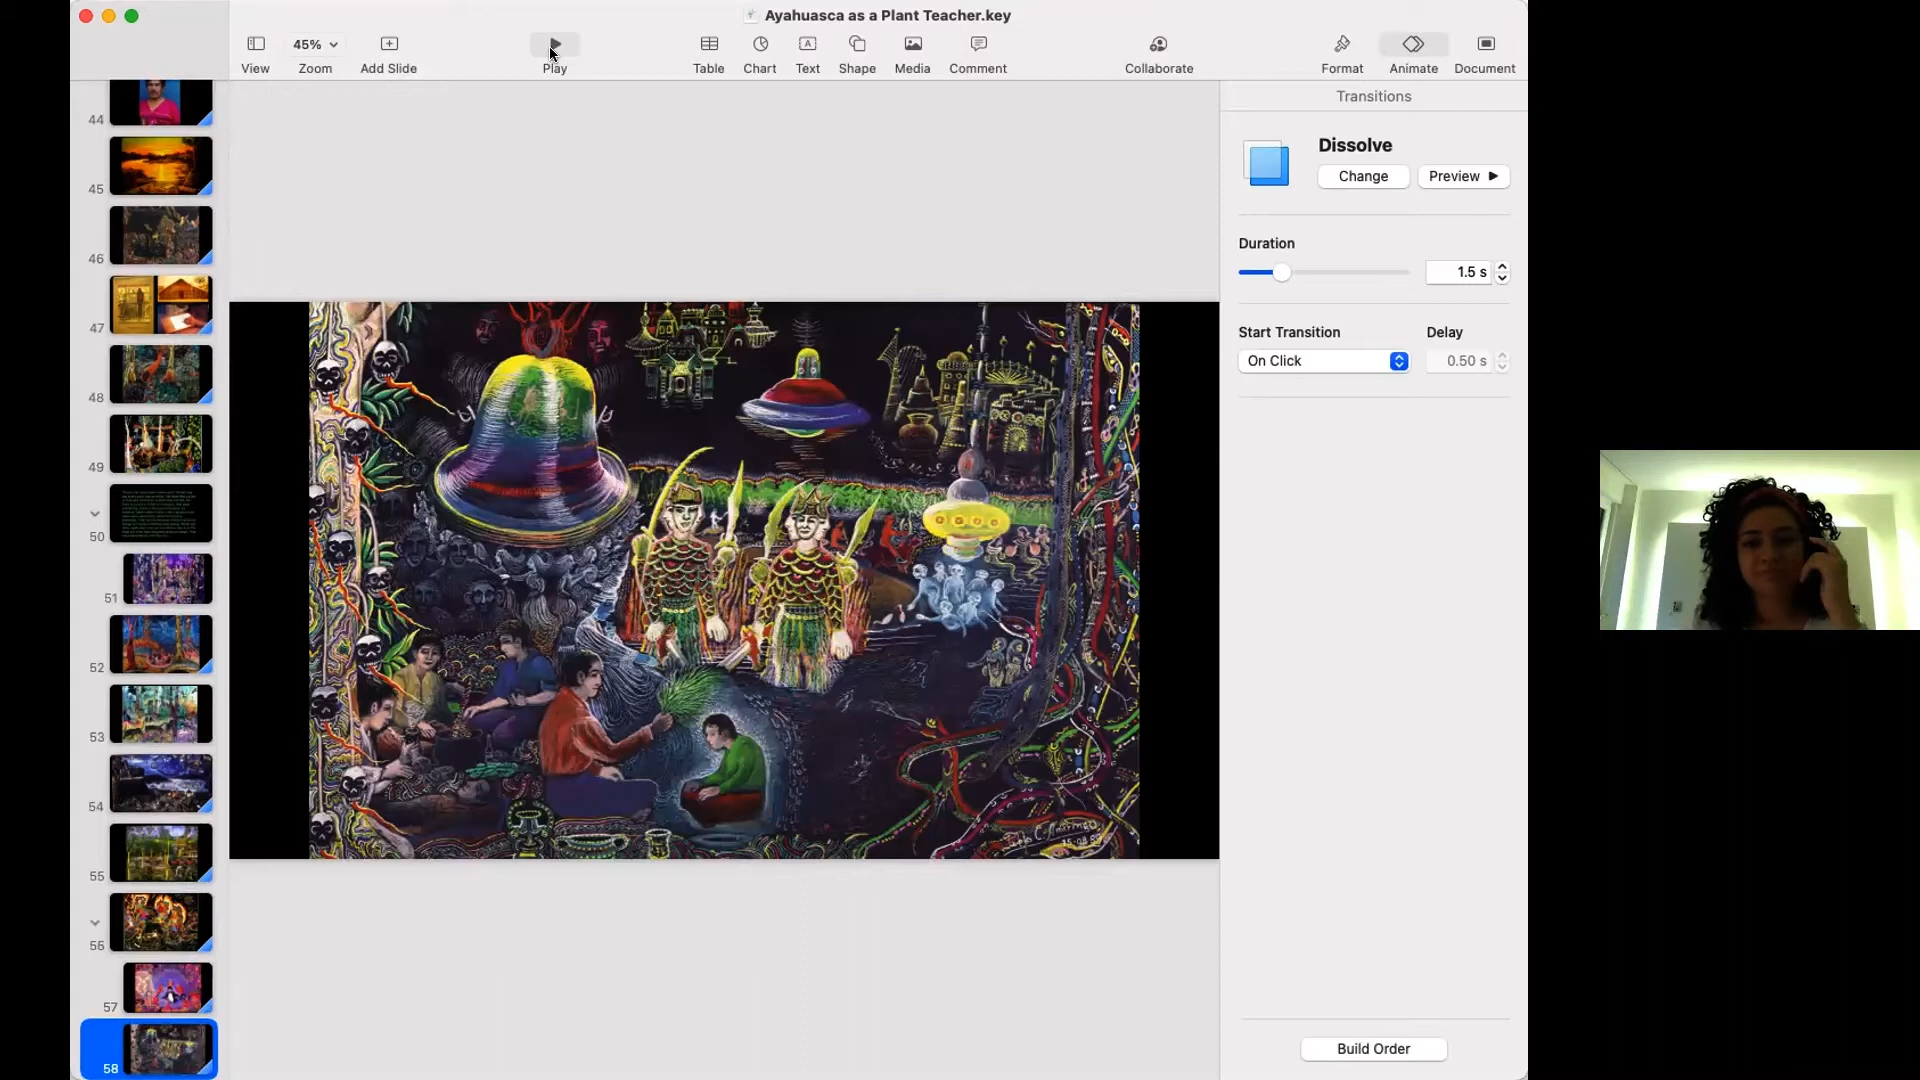 Ayahuasca as a Plant Teacher.key
View
45%
Zoom
Add Slide
Play
Table
Chart
Text
Shape
Media
Comment
Collaborate
Format
Animate
Document
Transitions
Dissolve
Change
Preview
Duration
1.5 s
Start Transition
Delay
On Click
0.50 s
Build Order
44
45
46
47
48
49
50
51
52
53
54
55
56
57
58